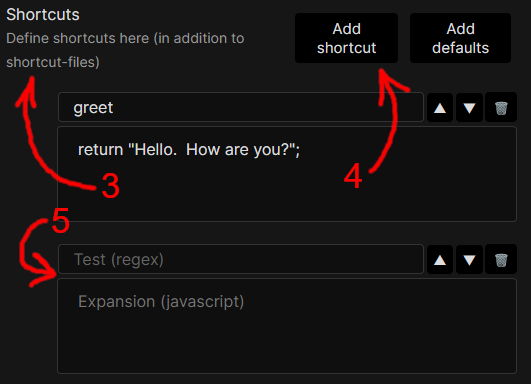 Shortcuts
Define shortcuts here (in addition to
shortcut-files)
Add
shortcut
Add
defaults
greet
return "Hello.  How are you?";
3
4
5
Test (regex)
Expansion (javascript)